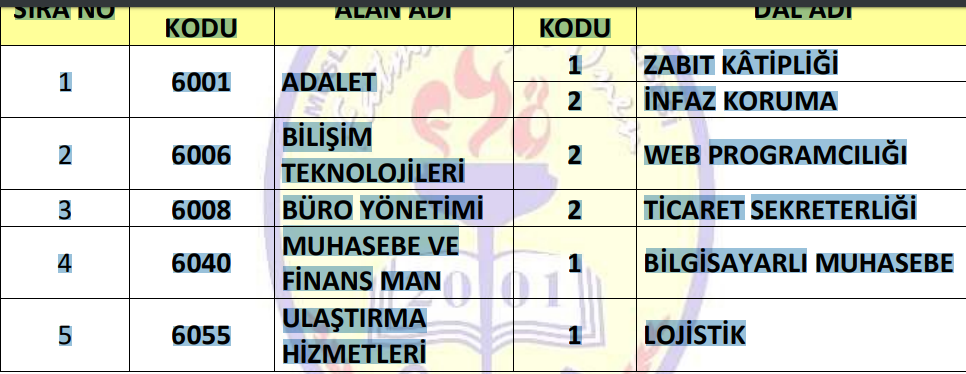 SIRA NO KODU ALAN ADI KODU DAL ADI
1 6001 ADALET 1 ZABIT KÂTİPLİĞİ
2 İNFAZ KORUMA
2 6006 BİLİŞİM
TEKNOLOJİLERİ 2 WEB PROGRAMCILIĞI
3 6008 BÜRO YÖNETİMİ 2 TİCARET SEKRETERLİĞİ
4 6040 MUHASEBE VE
FİNANS MAN 1 BİLGİSAYARLI MUHASEBE
5 6055 ULAŞTIRMA
HİZMETLERİ 1 LOJİSTİK
2001